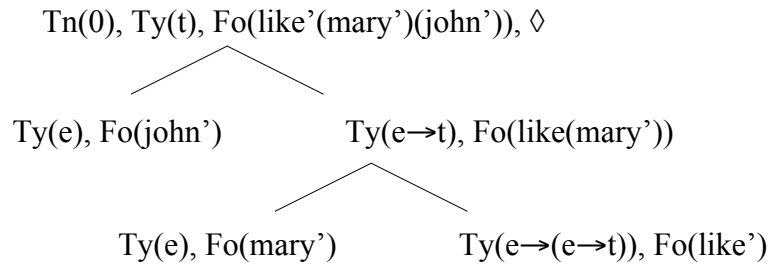 Tn(0), Ty(t), Fo(like’(mary’)(john’)), ◊
Ty(e), Fo(john’) Ty(e→t), Fo(like(mary’))
Ty(e), Fo(mary’) Ty(e→(e→t)), Fo(like’)